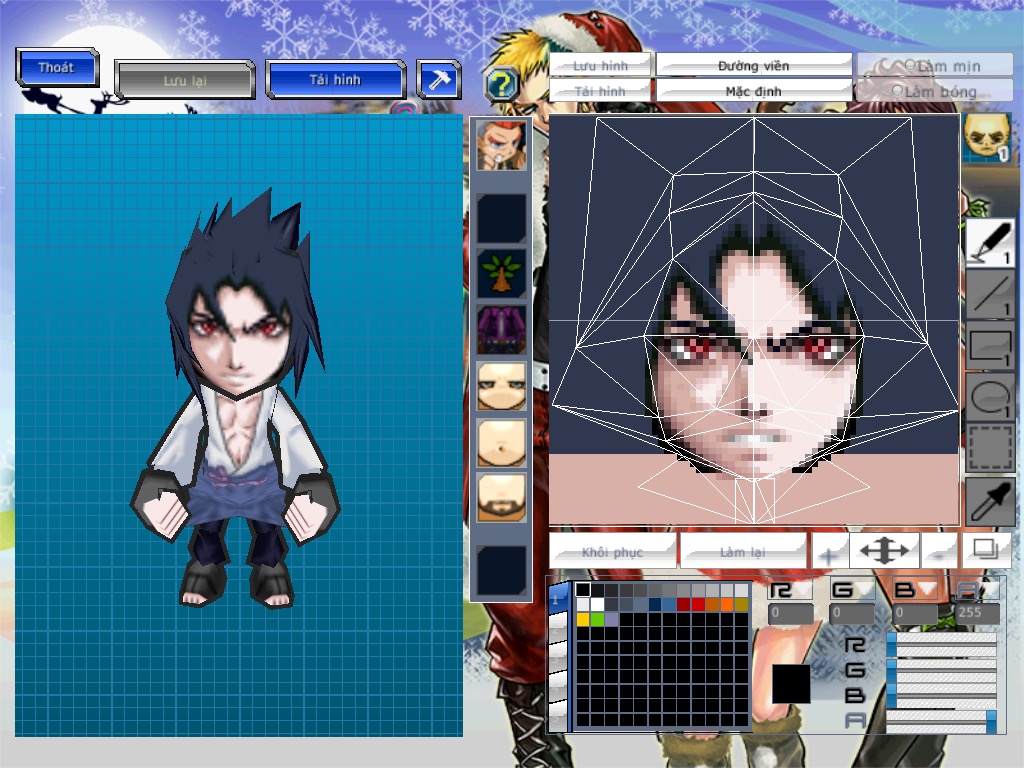 Thoát
Lưu lại
Tải hình
?
Lưu hình
Đường viền
Làm mịn
Tải hình
Mặc định
Làm bóng
1
1
1
1
1
Khôi phục
Làm lại
+
-
1
R
G
B
A
0
0
0
255
R
G
B
A